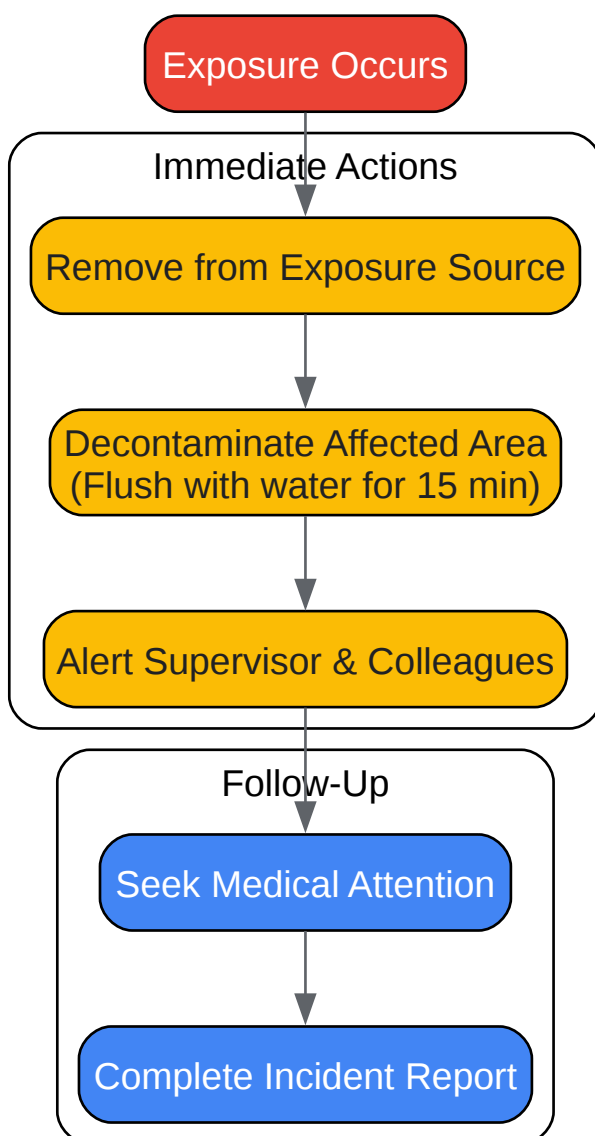 Exposure Occurs
Immediate Actions
Remove from Exposure Source
Decontaminate Affected Area
(Flush with water for 15 min)
Alert Supervisor & Colleagues
Follow-Up
Seek Medical Attention
Complete Incident Report